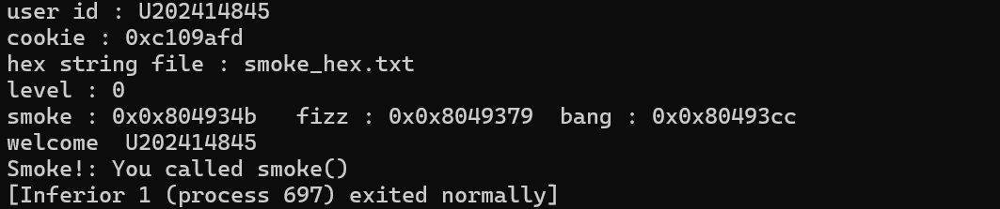 user id : U202414845
cookie : 0xc109afd
hex string file : smoke_hex.txt
level : 0
smoke : 0x0x804934b   fizz : 0x0x8049379  bang : 0x0x80493cc
welcome  U202414845
Smoke!: You called smoke()
[Inferior 1 (process 697) exited normally]